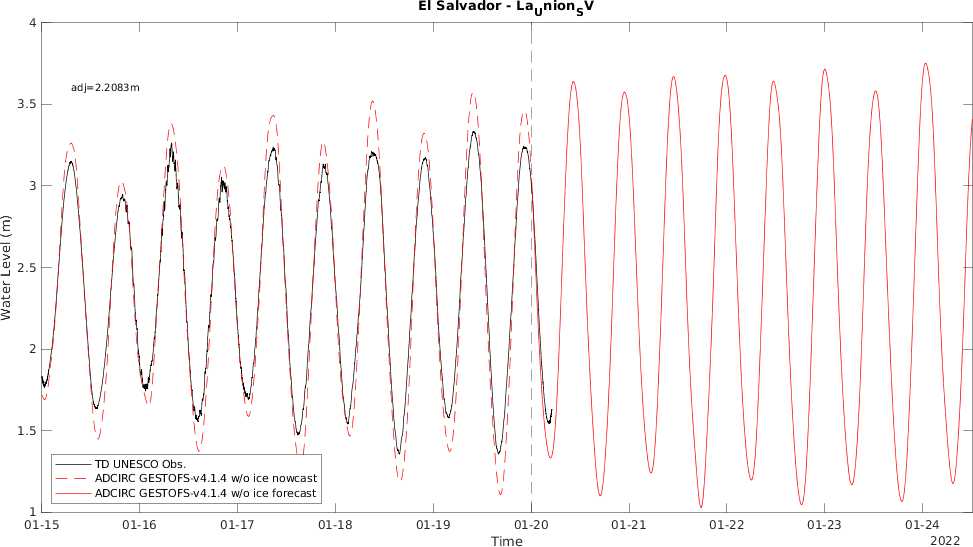 El Salvador - LaUnionSV
4
adj=2.2083m
3.5
3
2.5
2
1.5
1
Water Level (m)
TD UNESCO Obs.
ADCIRC GESTOFS-v4.1.4 w/o ice nowcast
ADCIRC GESTOFS-v4.1.4 w/o ice forecast
01-15 01-16 01-17 01-18 01-19 01-20 01-21 01-22 01-23 01-24
Time
2022